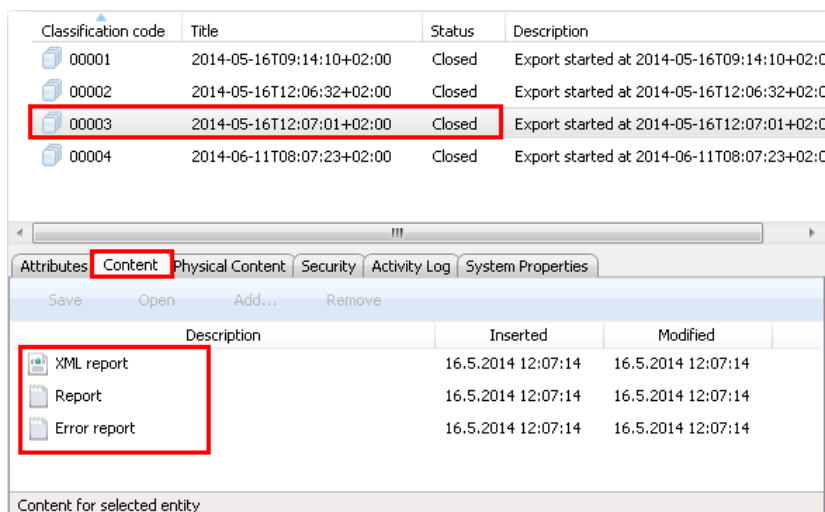 Classification code Title Status Description
00001 2014-05-16T09:14:10+02:00 Closed Export started at 2014-05-16T09:14:10+02:0
00002 2014-05-16T12:06:32+02:00 Closed Export started at 2014-05-16T12:06:32+02:0
00003 2014-05-16T12:07:01+02:00 Closed Export started at 2014-05-16T12:07:01+02:0
00004 2014-06-11T08:07:23+02:00 Closed Export started at 2014-06-11T08:07:23+02:0
Attributes Content Physical Content Security Activity Log System Properties
Save Open Add... Remove
Description Inserted Modified
XML report 16.5.2014 12:07:14 16.5.2014 12:07:14
Report 16.5.2014 12:07:14 16.5.2014 12:07:14
Error report 16.5.2014 12:07:14 16.5.2014 12:07:14
Content for selected entity